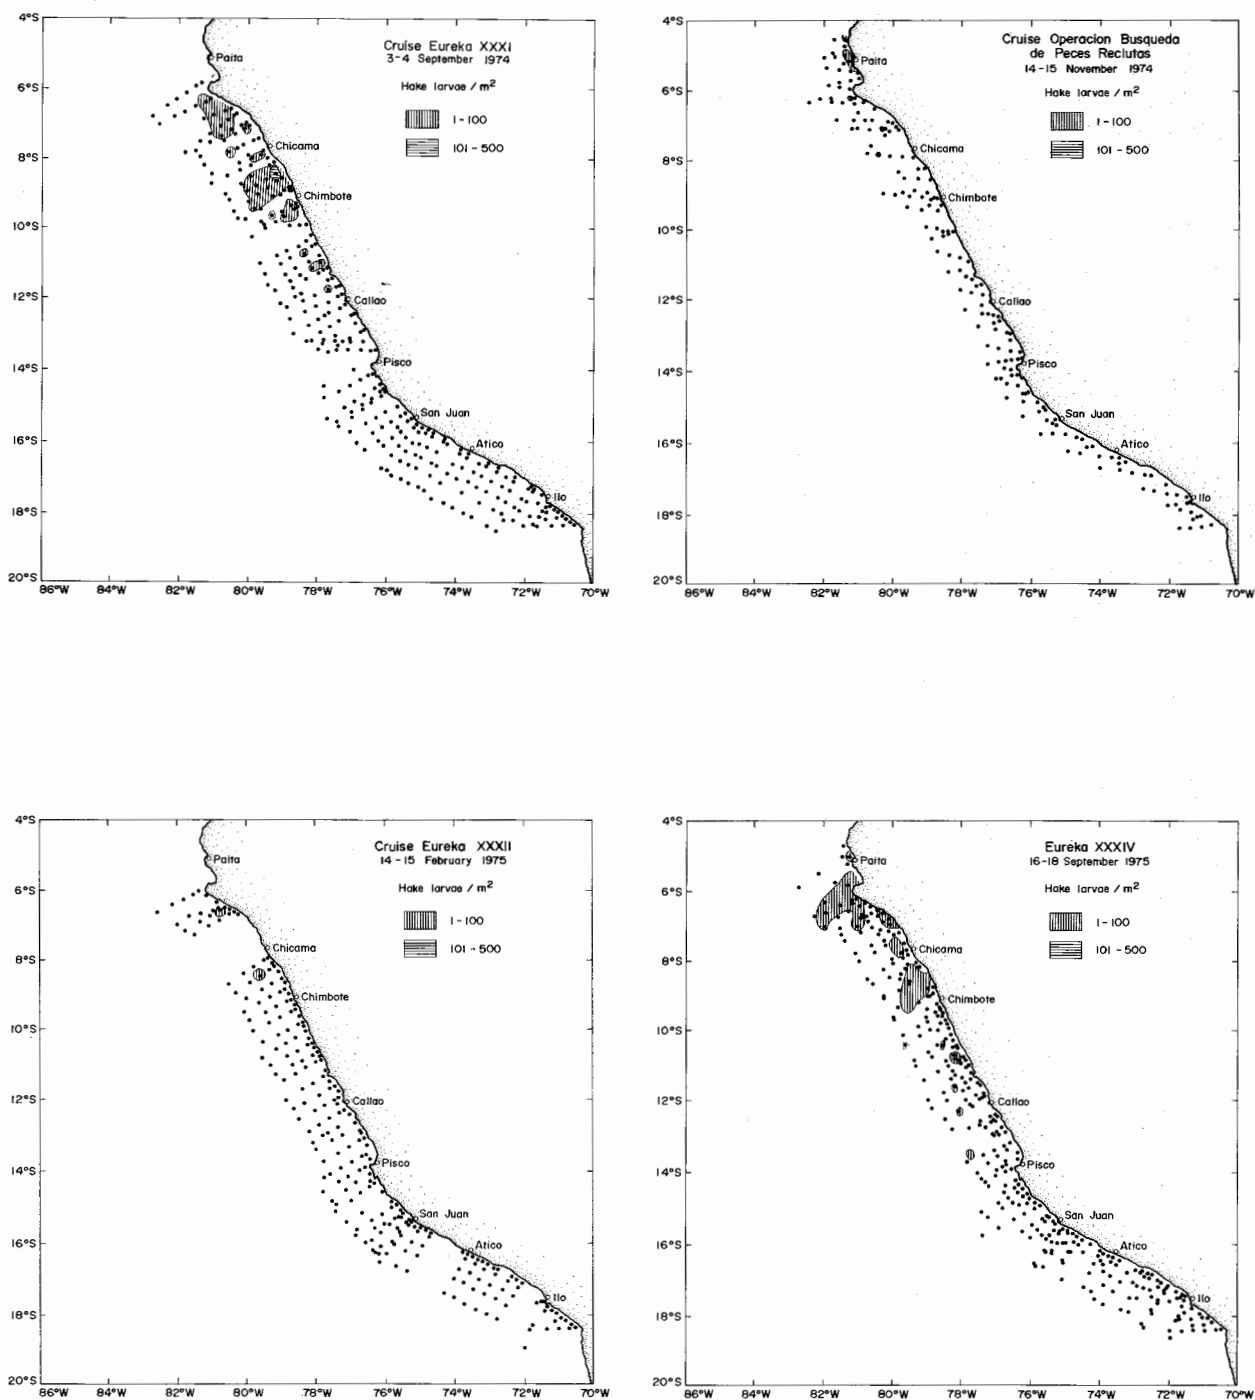 Cruise Eureka XXXI
3-4 September 1974
Hake larvae / m²
1 - 100
101 - 500
4°S
6°S
8°S
10°S
12°S
14°S
16°S
18°S
20°S
Paita
Chicama
Chimbote
Callao
Pisco
San Juan
Atico
Ilo
86°W 84°W 82°W 80°W 78°W 76°W 74°W 72°W 70°W
Cruise Operacion Busqueda
de Peces Reclutas
14-15 November 1974
Hake larvae / m²
1 - 100
101 - 500
4°S
6°S
8°S
10°S
12°S
14°S
16°S
18°S
20°S
Paita
Chicama
Chimbote
Callao
Pisco
San Juan
Atico
Ilo
86°W 84°W 82°W 80°W 78°W 76°W 74°W 72°W 70°W
Cruise Eureka XXXII
14-15 February 1975
Hake larvae / m²
1 - 100
101 - 500
4°S
6°S
8°S
10°S
12°S
14°S
16°S
18°S
20°S
Paita
Chicama
Chimbote
Callao
Pisco
San Juan
Atico
Ilo
86°W 84°W 82°W 80°W 78°W 76°W 74°W 72°W 70°W
Eureka XXXIV
16-18 September 1975
Hake larvae / m²
1 - 100
101 - 500
4°S
6°S
8°S
10°S
12°S
14°S
16°S
18°S
20°S
Paita
Chicama
Chimbote
Callao
Pisco
San Juan
Atico
Ilo
86°W 84°W 82°W 80°W 78°W 76°W 74°W 72°W 70°W